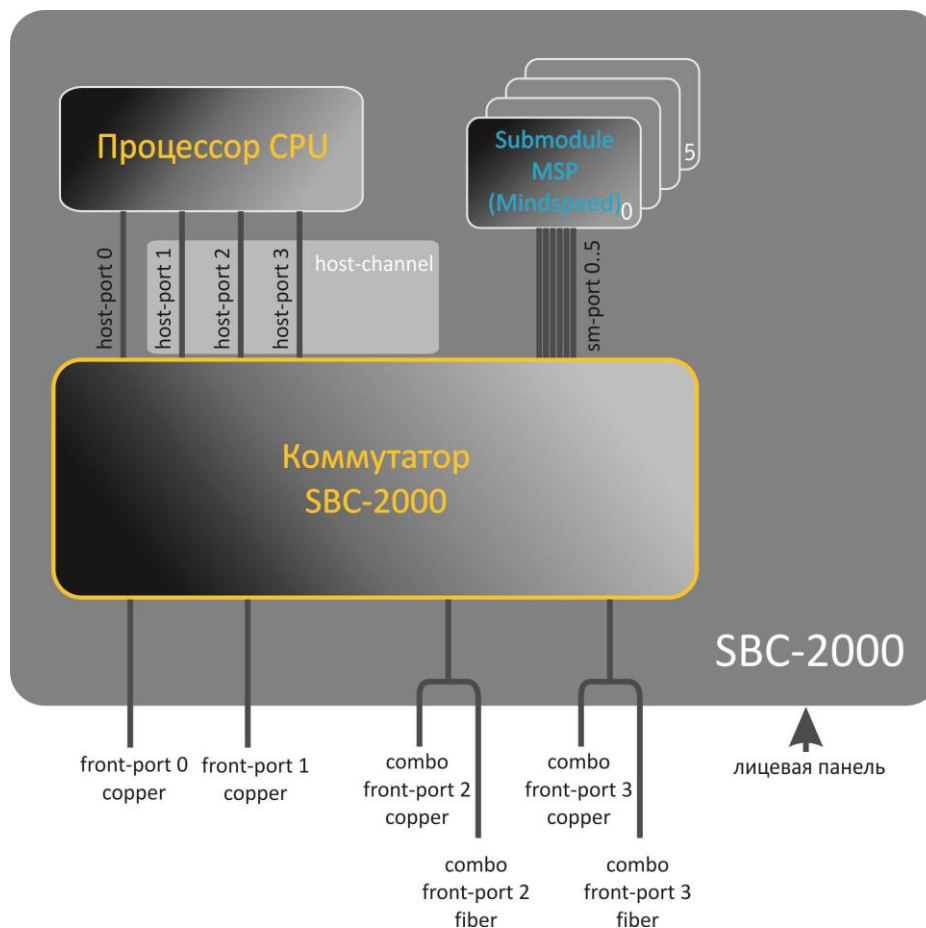 Процессор CPU
Submodule
MSP
(Mindspeed)
0
5
host-port 0
host-port 1
host-port 2
host-port 3
host-channel
sm-port 0..5
Коммутатор
SBC-2000
SBC-2000
front-port 0
copper
front-port 1
copper
combo
front-port 2
copper
combo
front-port 3
copper
лицевая панель
combo
front-port 2
fiber
combo
front-port 3
fiber